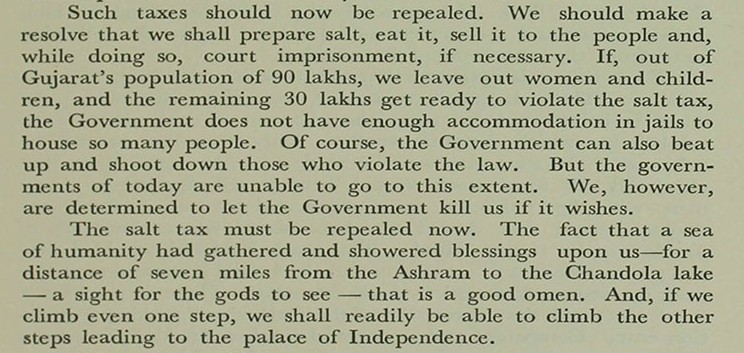 Such taxes should now be repealed. We should make a
resolve that we shall prepare salt, eat it, sell it to the people and,
while doing so, court imprisonment, if necessary. If, out of
Gujarat's population of 90 lakhs, we leave out women and child-
ren, and the remaining 30 lakhs get ready to violate the salt tax,
the Government does not have enough accommodation in jails to
house so many people. Of course, the Government can also beat
up and shoot down those who violate the law. But the govern-
ments of today are unable to go to this extent. We, however,
are determined to let the Government kill us if it wishes.
The salt tax must be repealed now. The fact that a sea
of humanity had gathered and showered blessings upon us—for a
distance of seven miles from the Ashram to the Chandola lake
— a sight for the gods to see — that is a good omen. And, if we
climb even one step, we shall readily be able to climb the other
steps leading to the palace of Independence.